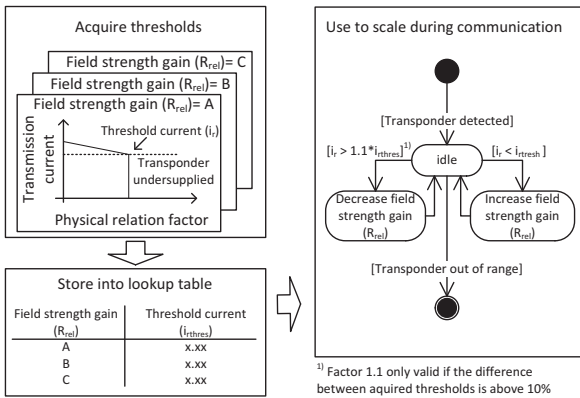 Acquire thresholds
Field strength gain (Rrel)= C
Field strength gain (Rrel)= B
Field strength gain (Rrel)= A
Transmission
current
Threshold current (ir)
Transponder
undersupplied
Physical relation factor
Store into lookup table
Field strength gain
(Rrel)
Threshold current
(irthres)
A x.xx
B x.xx
C x.xx
Use to scale during communication
[Transponder detected]
[ir > 1.1*irthres]1)
[ir < irtresh ]
idle
Decrease field
strength gain
(Rrel)
Increase field
strength gain
(Rrel)
[Transponder out of range]
1) Factor 1.1 only valid if the difference
between aquired thresholds is above 10%